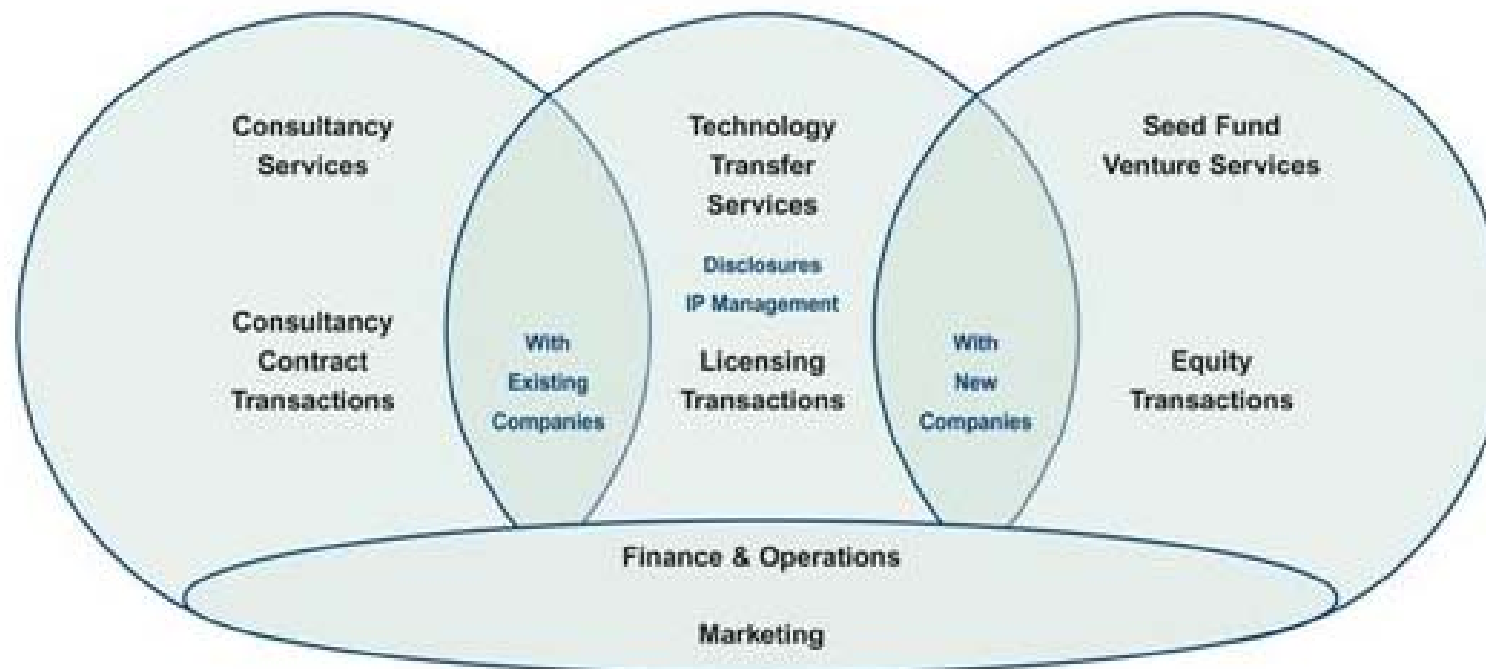 Consultancy
Services
Consultancy
Contract
Transactions
With
Existing
Companies
Technology
Transfer
Services
Disclosures
IP Management
Licensing
Transactions
With
New
Companies
Seed Fund
Venture Services
Equity
Transactions
Finance & Operations
Marketing